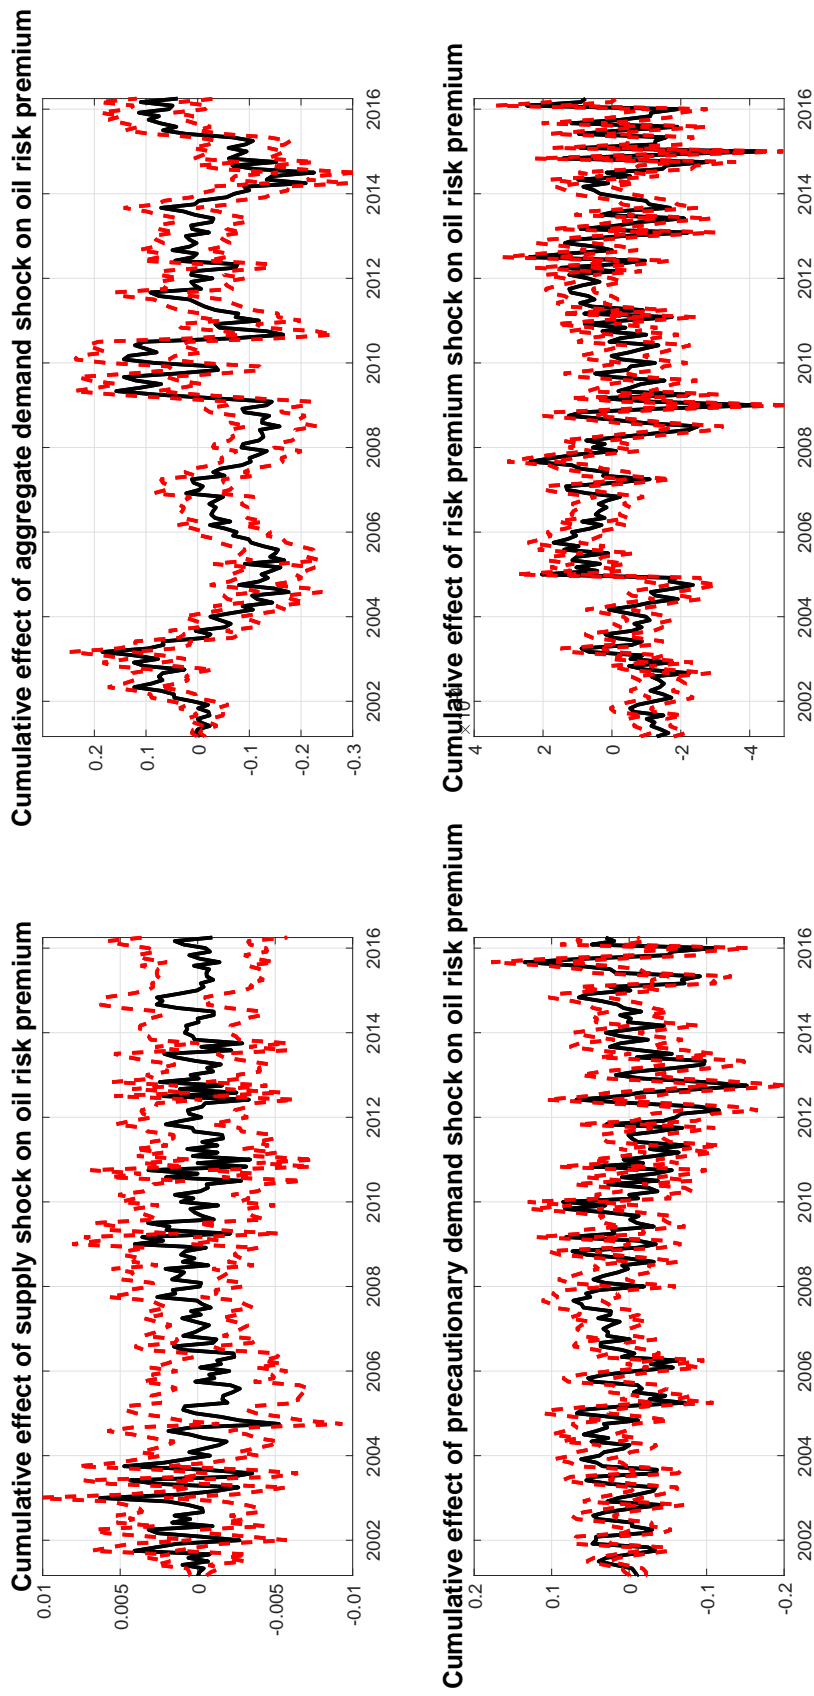 Cumulative effect of supply shock on oil risk premium
0.01
0.005
0
-0.005
-0.01
2002 2004 2006 2008 2010 2012 2014 2016
Cumulative effect of aggregate demand shock on oil risk premium
0.2
0.1
0
-0.1
-0.2
-0.3
2002 2004 2006 2008 2010 2012 2014 2016
Cumulative effect of precautionary demand shock on oil risk premium
0.2
0.1
0
-0.1
-0.2
2002 2004 2006 2008 2010 2012 2014 2016
Cumulative effect of risk premium shock on oil risk premium
× 10
4
2
0
-2
-4
2002 2004 2006 2008 2010 2012 2014 2016